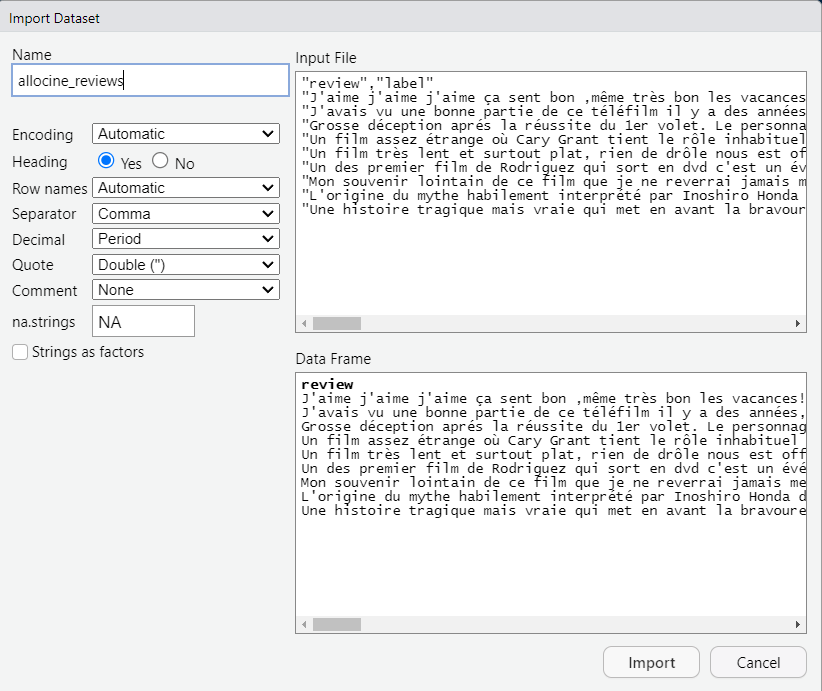 Import Dataset
Name
allocine_reviews
Encoding Automatic
Heading Yes No
Row names Automatic
Separator Comma
Decimal Period
Quote Double (")
Comment None
na.strings NA
Strings as factors
Input File
"review","label"
"J'aime j'aime j'aime ça sent bon ,même très bon les vacances
"J'avais vu une bonne partie de ce téléfilm il y a des années
"Grosse déception aprés la réussite du 1er volet. Le personna
"Un film assez étrange où Cary Grant tient le rôle inhabituel
"Un film très lent et surtout plat, rien de drôle nous est of
"Un des premier film de Rodriguez qui sort en dvd c'est un év
"Mon souvenir lointain de ce film que je ne reverrai jamais m
"L'origine du mythe habilement interprété par Inoshiro Honda
"Une histoire tragique mais vraie qui met en avant la bravour
Data Frame
review
J'aime j'aime j'aime ça sent bon ,même très bon les vacances!
J'avais vu une bonne partie de ce téléfilm il y a des années,
Grosse déception aprés la réussite du 1er volet. Le personnag
Un film assez étrange où Cary Grant tient le rôle inhabituel
Un film très lent et surtout plat, rien de drôle nous est off
Un des premier film de Rodriguez qui sort en dvd c'est un évé
Mon souvenir lointain de ce film que je ne reverrai jamais me
L'origine du mythe habilement interprété par Inoshiro Honda d
Une histoire tragique mais vraie qui met en avant la bravoure
Import Cancel